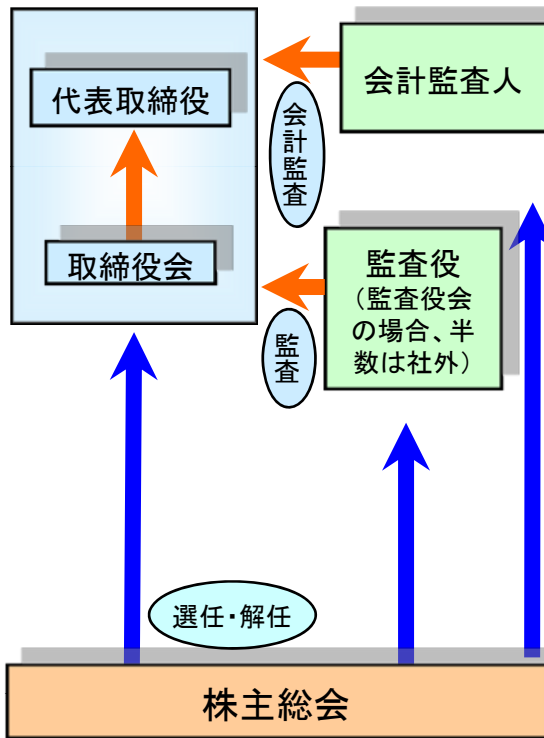 代表取締役
会計監査人
会計監査
取締役会
監査役
（監査役会
の場合、半
数は社外）
監査
選任・解任
株主総会